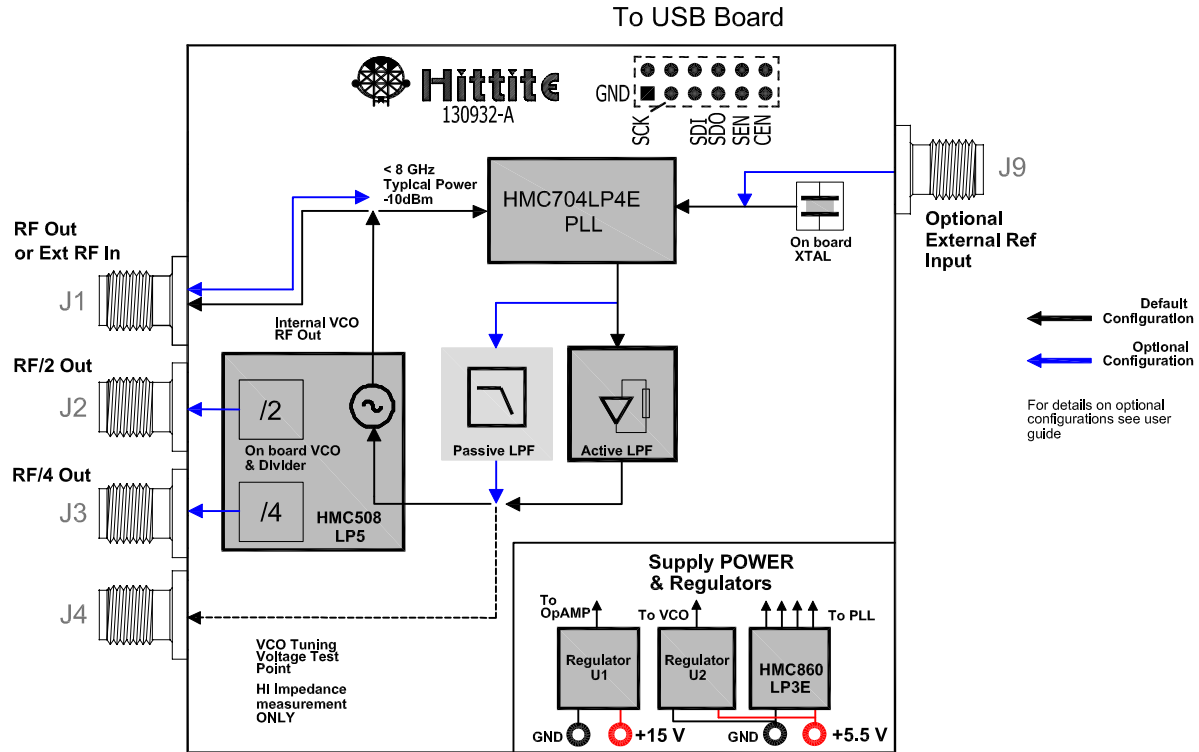 To USB Board
HittitE
130932-A
GND
SCK
SDI
SDO
SEN
CEN
< 8 GHz
Typical Power
-10dBm
HMC704LP4E
PLL
On board
XTAL
J9
Optional
External Ref
Input
RF Out
or Ext RF In
J1
Internal VCO
RF Out
RF/2 Out
J2
/2
On board VCO
& Divider
RF/4 Out
J3
/4
HMC508
LP5
Passive LPF
Active LPF
Default
Configuration
Optional
Configuration
For details on optional
configurations see user
guide
J4
VCO Tuning
Voltage Test
Point
HI Impedance
measurement
ONLY
Supply POWER
& Regulators
To
OpAMP
To VCO
To PLL
Regulator
U1
Regulator
U2
HMC860
LP3E
GND
+15 V
GND
+5.5 V